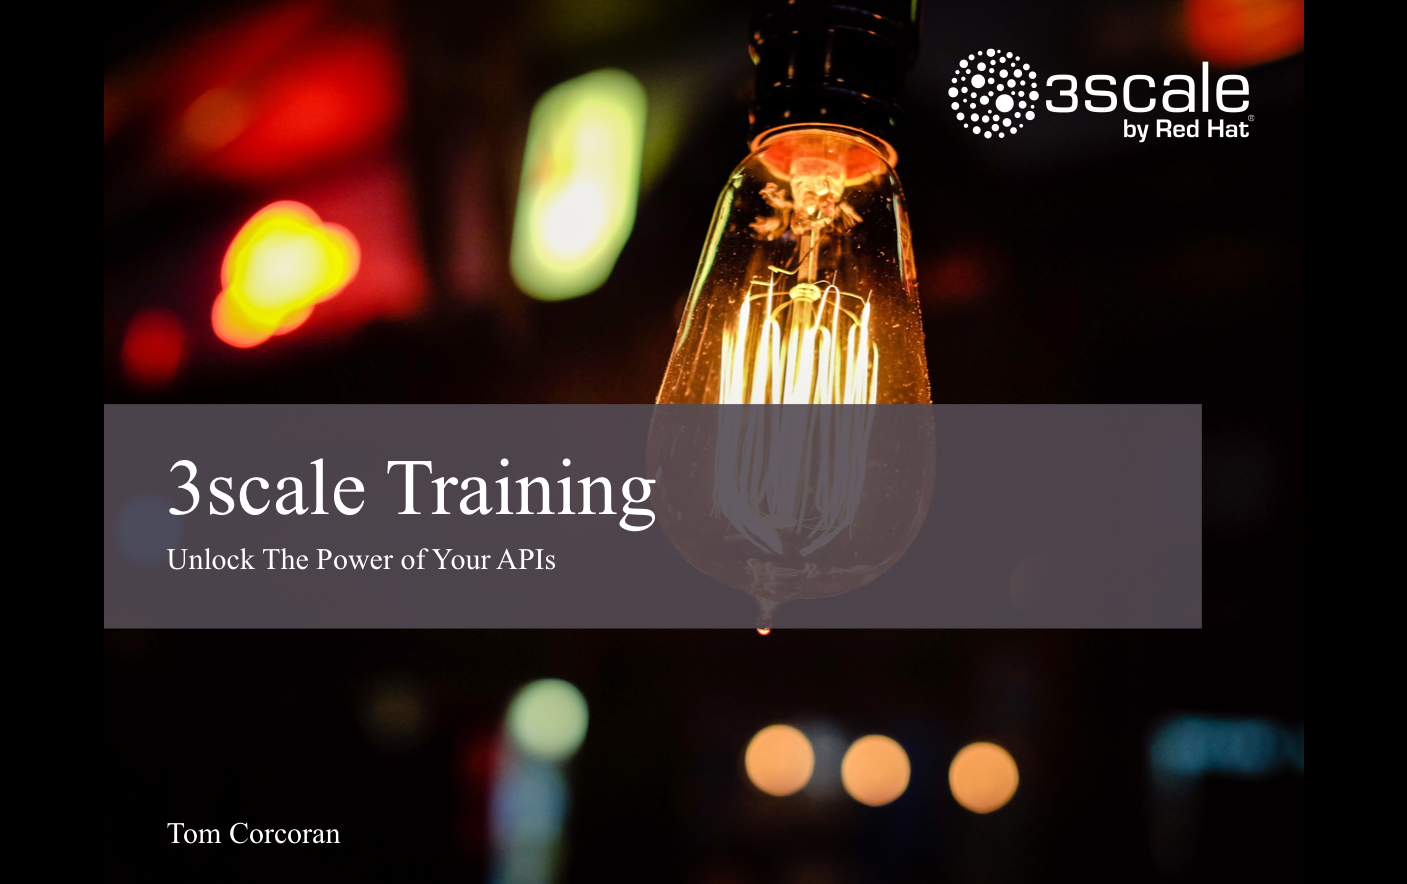 3scale
by Red Hat®
3scale Training
Unlock The Power of Your APIs
Tom Corcoran